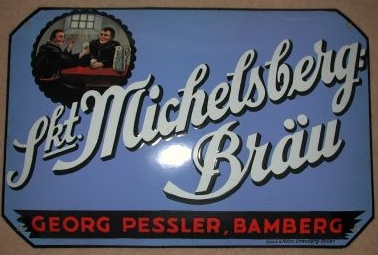 Skt. Michelsberg:
Bräu
GEORG PESSLER, BAMBERG